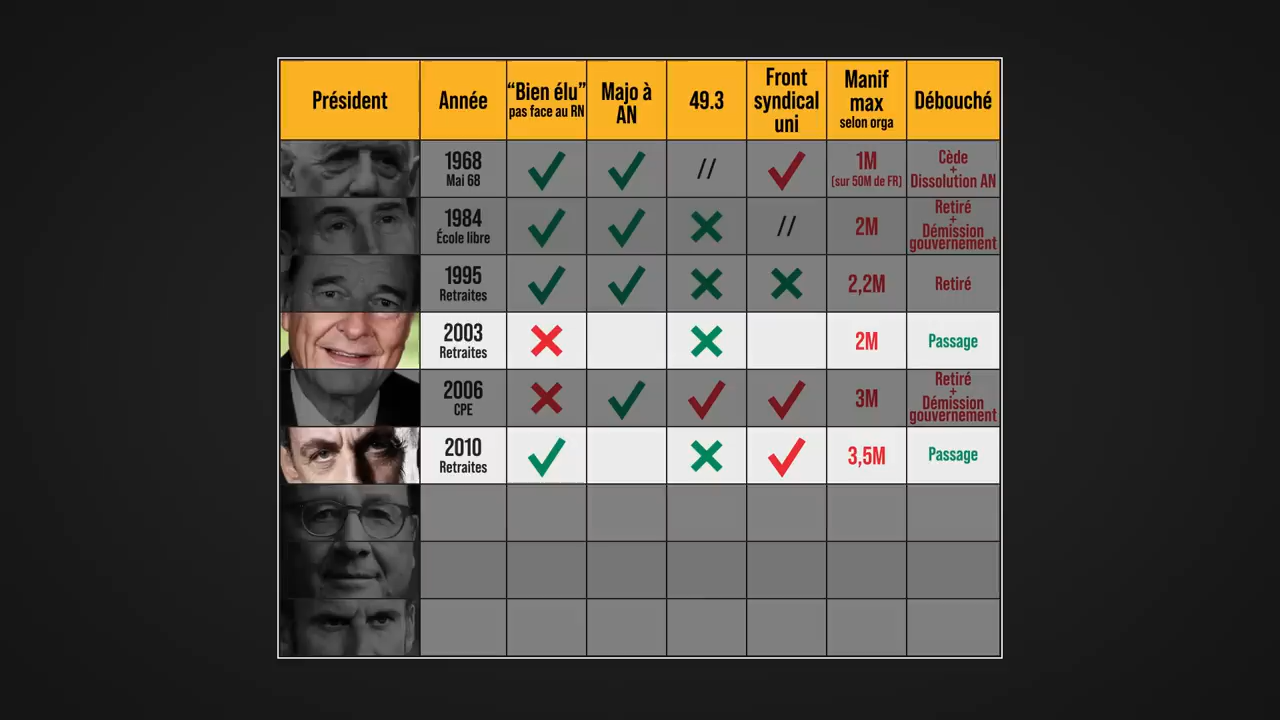 Président
Année
“Bien élu”
pas face au RN
Majo à
AN
49.3
Front
syndical
uni
Manif
max
selon orga
Débouché
1968
Mai 68
//
1M
(sur 50M de FR)
Cède
+
Dissolution AN
1984
École libre
//
2M
Retiré
+
Démission
gouvernement
1995
Retraites
2,2M
Retiré
2003
Retraites
2M
Passage
2006
CPE
3M
Retiré
+
Démission
gouvernement
2010
Retraites
3,5M
Passage